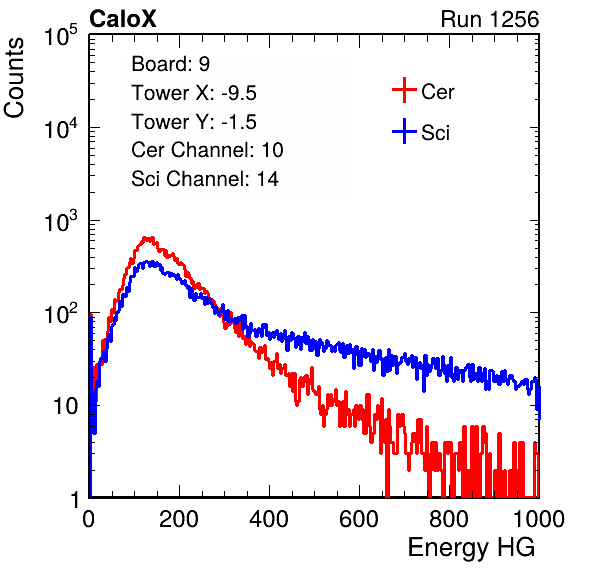 CaloX Run 1256
Counts
Board: 9
Tower X: -9.5
Tower Y: -1.5
Cer Channel: 10
Sci Channel: 14
Cer
Sci
10^5
10^4
10^3
10^2
10
1
0 200 400 600 800 1000
Energy HG